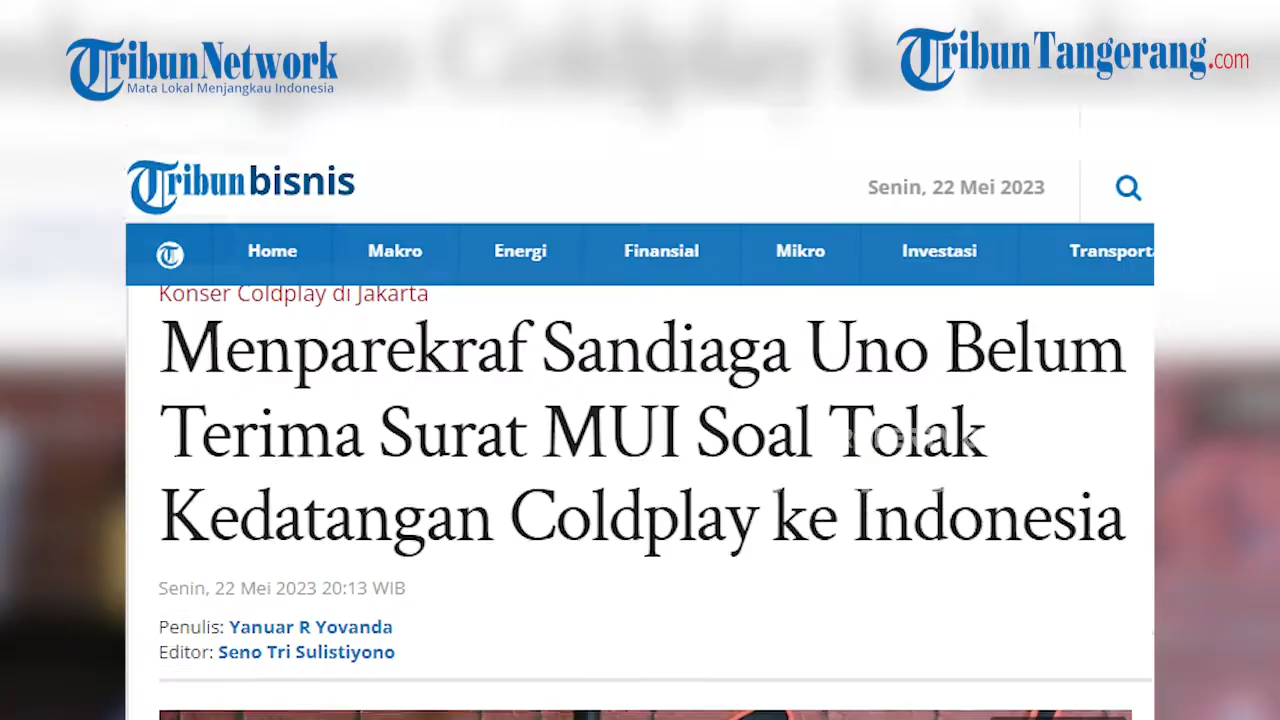 TribunNetwork
Mata Lokal Menjangkau Indonesia
TribunTangerang.com
Tribunbisnis
Senin, 22 Mei 2023
Home Makro Energi Finansial Mikro Investasi Transporta
Konser Coldplay di Jakarta
Menparekraf Sandiaga Uno Belum
Terima Surat MUI Soal Tolak
Kedatangan Coldplay ke Indonesia
Senin, 22 Mei 2023 20:13 WIB
Penulis: Yanuar R Yovanda
Editor: Seno Tri Sulistiyono